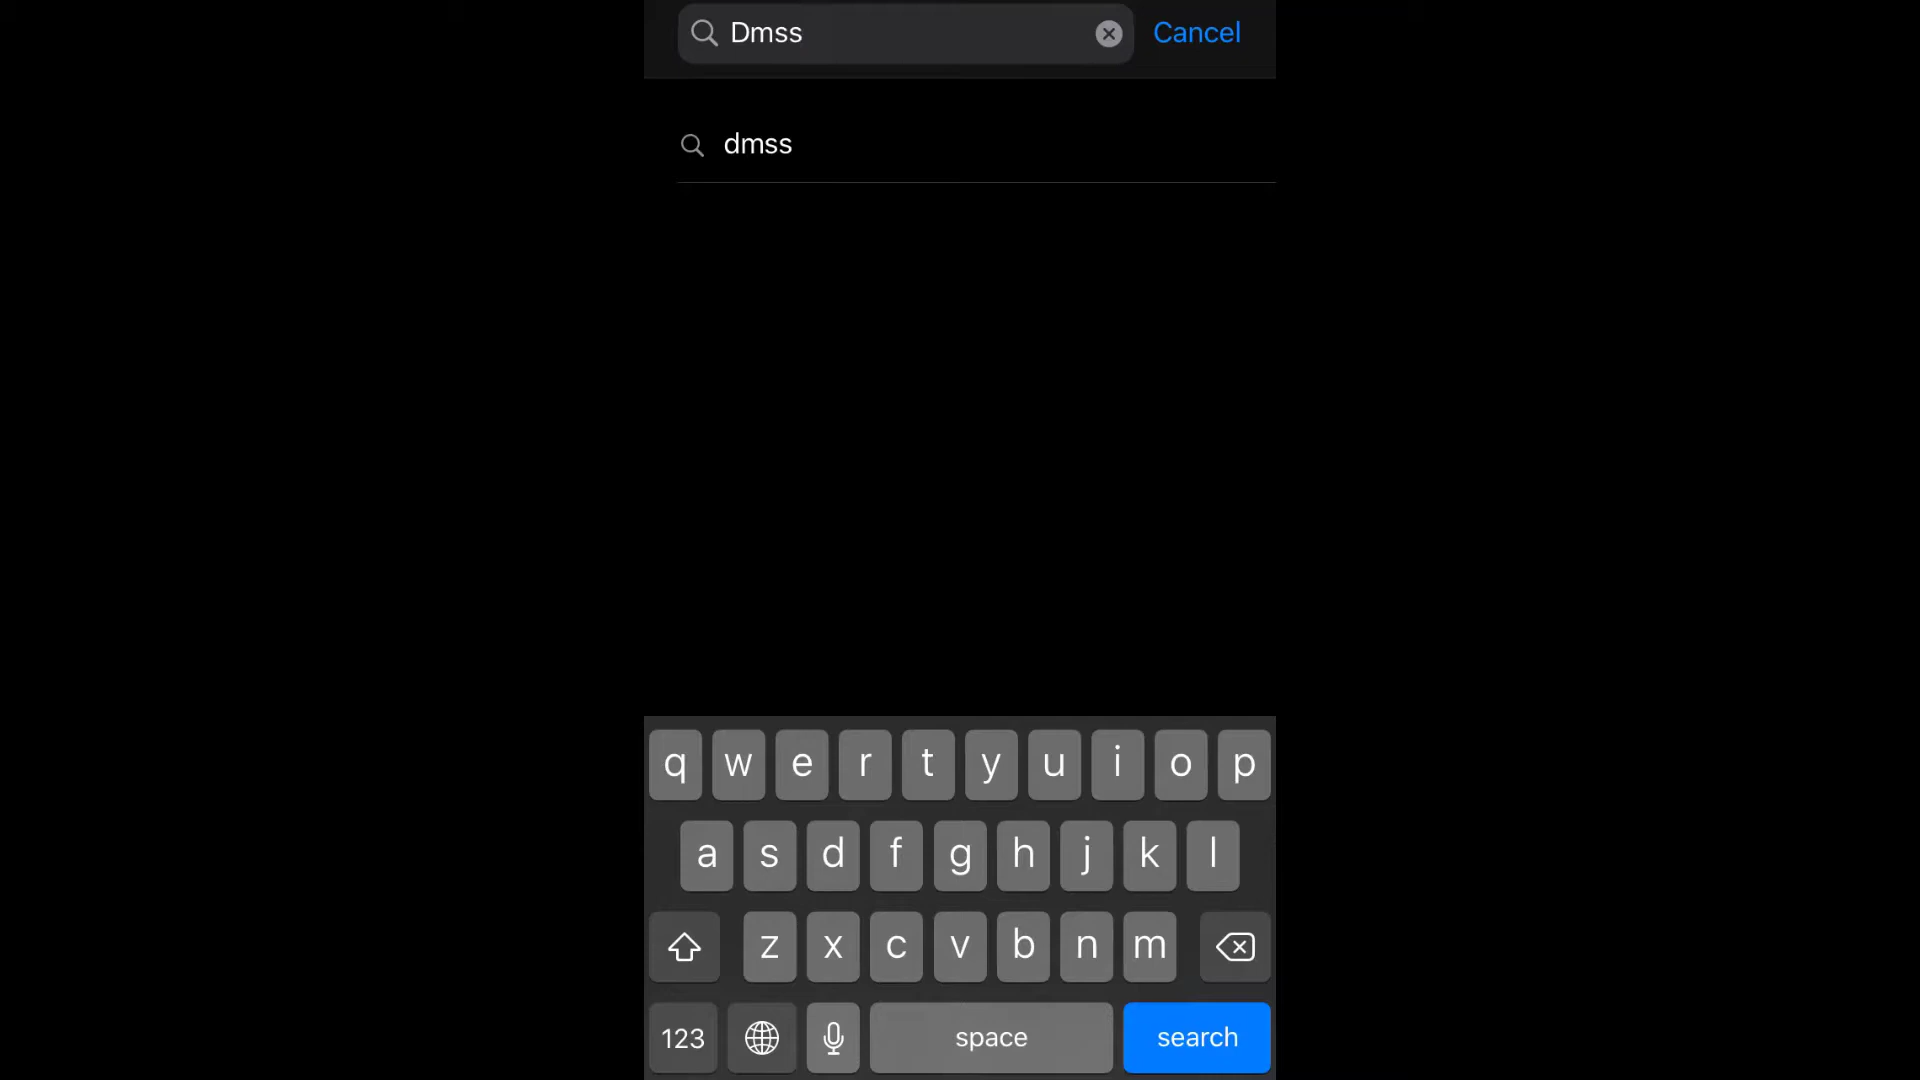 Dmss Cancel
dmss
q w e r t y u i o p
a s d f g h j k l
z x c v b n m
123 space search